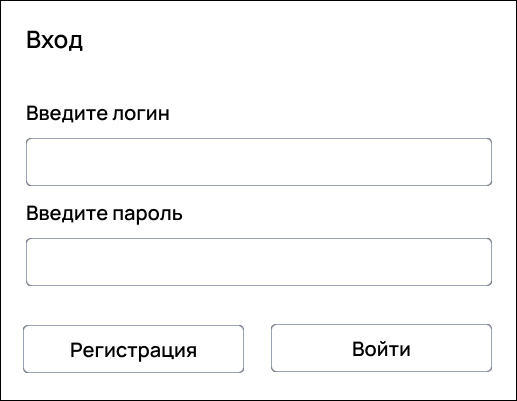 Вход
Введите логин
Введите пароль
Регистрация
Войти